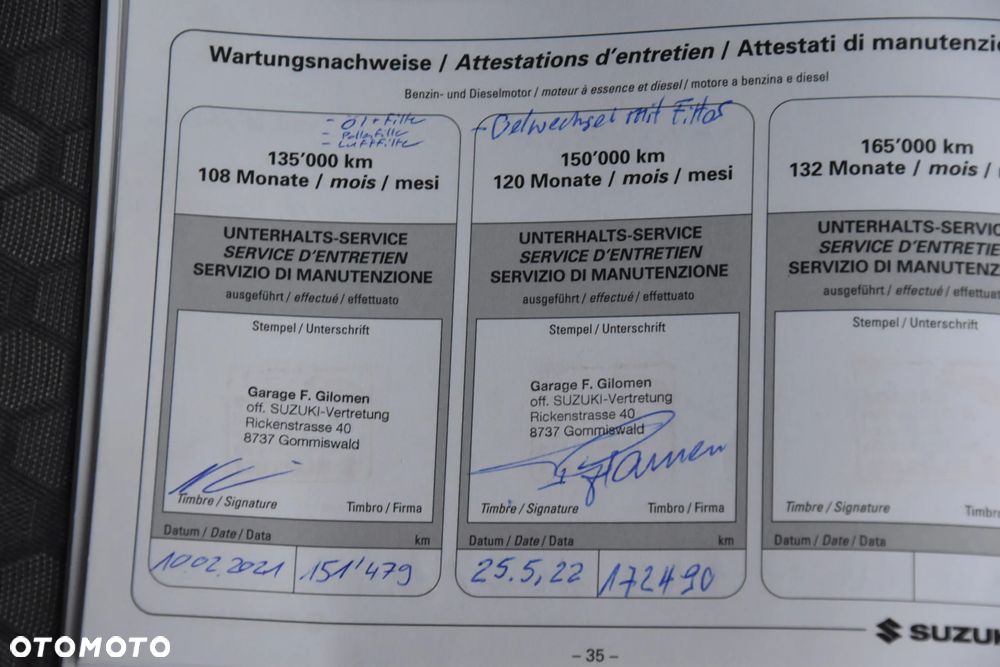 Wartungsnachweise / Attestations d'entretien / Attestati di manutenzio
Benzin- und Dieselmotor / moteur à essence et diesel / motore a benzina e diesel
- Öl + Filter
- Pollenfilter
- Luftfilter
135'000 km
108 Monate / mois / mesi
UNTERHALTS-SERVICE
SERVICE D'ENTRETIEN
SERVIZIO DI MANUTENZIONE
ausgeführt / effectué / effettuato
Stempel / Unterschrift
Garage F. Gilomen
off. SUZUKI-Vertretung
Rickenstrasse 40
8737 Gommiswald
Timbre / Signature Timbro / Firma
Datum / Date / Data km
10.02.2021 151'479
- Oelwechsel mit Filter
150'000 km
120 Monate / mois / mesi
UNTERHALTS-SERVICE
SERVICE D'ENTRETIEN
SERVIZIO DI MANUTENZIONE
ausgeführt / effectué / effettuato
Stempel / Unterschrift
Garage F. Gilomen
off. SUZUKI-Vertretung
Rickenstrasse 40
8737 Gommiswald
Timbre / Signature Timbro / Firma
Datum / Date / Data km
25.5,22 172490
165'000 km
132 Monate / mois /
UNTERHALTS-SERVIC
SERVICE D'ENTRETIE
SERVIZIO DI MANUTENZ
ausgeführt / effectué / effettuat
Stempel / Unterschrift
Timbre / Signature Timbro
Datum / Date / Data
SUZUK
- 35 -
OTOMOTO